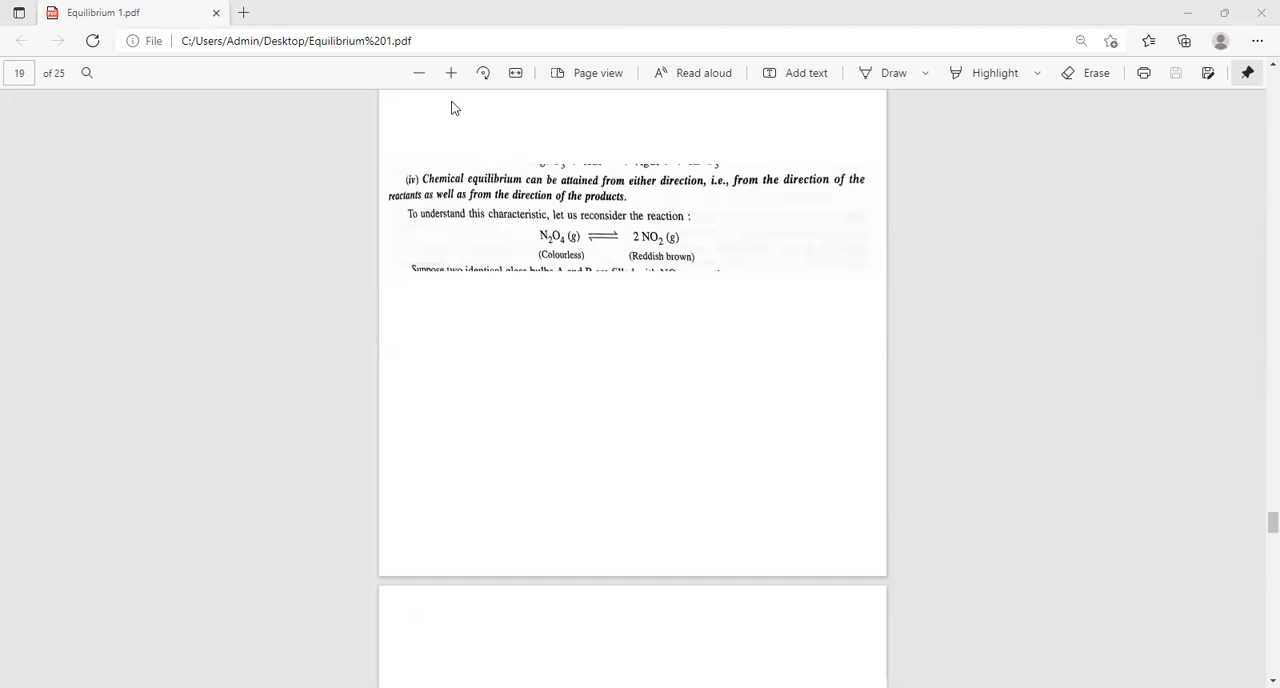 Equilibrium 1.pdf
File C:/Users/Admin/Desktop/Equilibrium%201.pdf
19 of 25 Page view Read aloud Add text Draw Highlight Erase
(iv) Chemical equilibrium can be attained from either direction, i.e., from the direction of the
reactants as well as from the direction of the products.
To understand this characteristic, let us reconsider the reaction :
N₂O₄ (g) ⇌ 2 NO₂ (g)
(Colourless) (Reddish brown)
Suppose two identical glass bulbs A and B are filled with NO₂